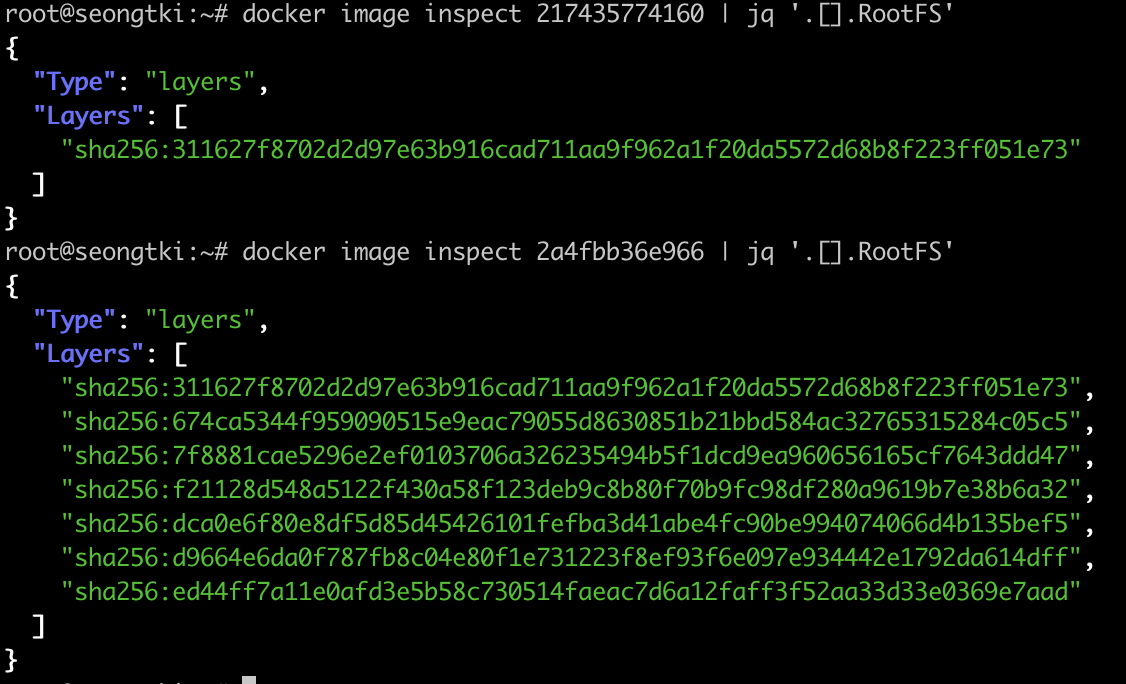 root@seongtki:~# docker image inspect 217435774160 | jq '.[].RootFS'
{
  "Type": "layers",
  "Layers": [
    "sha256:311627f8702d2d97e63b916cad711aa9f962a1f20da5572d68b8f223ff051e73"
  ]
}
root@seongtki:~# docker image inspect 2a4fbb36e966 | jq '.[].RootFS'
{
  "Type": "layers",
  "Layers": [
    "sha256:311627f8702d2d97e63b916cad711aa9f962a1f20da5572d68b8f223ff051e73",
    "sha256:674ca5344f959090515e9eac79055d8630851b21bbd584ac32765315284c05c5",
    "sha256:7f8881cae5296e2ef0103706a326235494b5f1dcd9ea960656165cf7643ddd47",
    "sha256:f21128d548a5122f430a58f123deb9c8b80f70b9fc98df280a9619b7e38b6a32",
    "sha256:dca0e6f80e8df5d85d45426101fefba3d41abe4fc90be994074066d4b135bef5",
    "sha256:d9664e6da0f787fb8c04e80f1e731223f8ef93f6e097e934442e1792da614dff",
    "sha256:ed44ff7a11e0afd3e5b58c730514faeac7d6a12faff3f52aa33d33e0369e7aad"
  ]
}